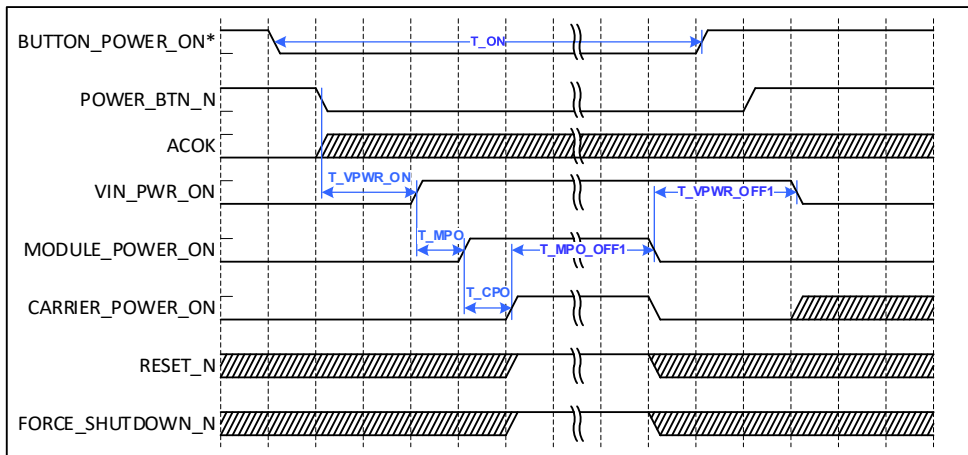 BUTTON_POWER_ON*
T_ON
POWER_BTN_N
ACOK
T_VPWR_ON
T_VPWR_OFF1
VIN_PWR_ON
T_MPO
T_MPO_OFF1
MODULE_POWER_ON
T_CPO
CARRIER_POWER_ON
RESET_N
FORCE_SHUTDOWN_N